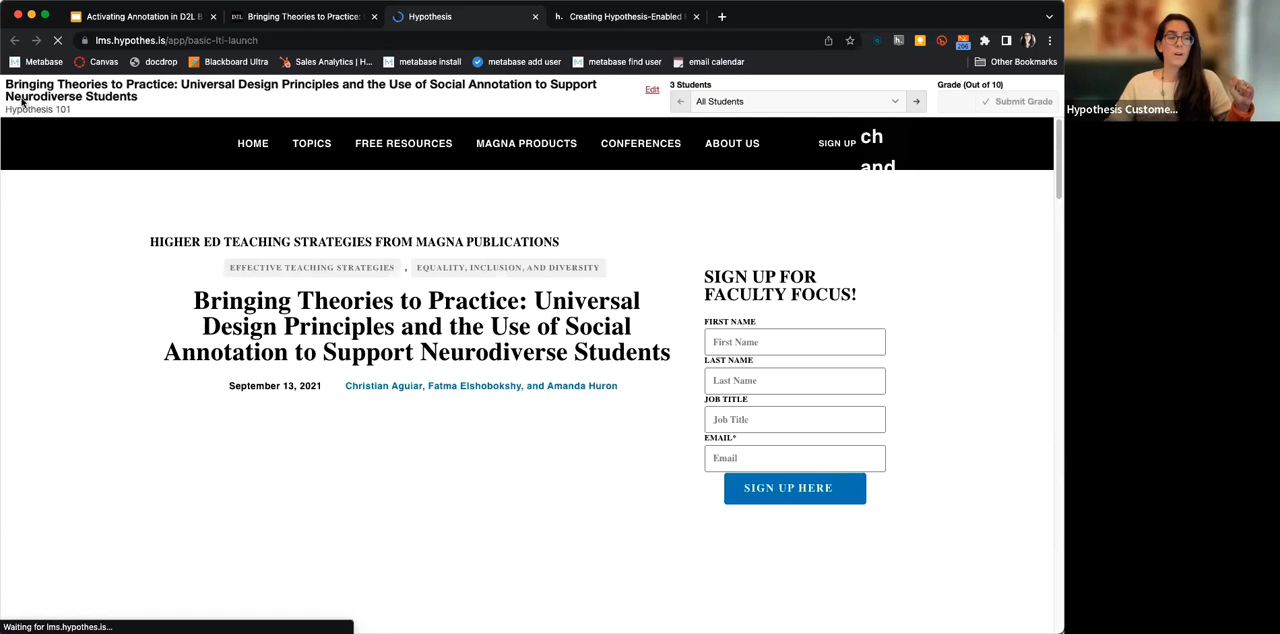 Activating Annotation in D2L B
Bringing Theories to Practice:
Hypothesis
h. Creating Hypothesis-Enabled
lms.hypothes.is/app/basic-lti-launch
206
Metabase
Canvas
docdrop
Blackboard Ultra
Sales Analytics | H...
metabase install
metabase add user
metabase find user
email calendar
Other Bookmarks
Bringing Theories to Practice: Universal Design Principles and the Use of Social Annotation to Support
Neurodiverse Students
Hypothesis 101
Edit
3 Students
All Students
Grade (Out of 10)
Submit Grade
Hypothesis Custome...
HOME
TOPICS
FREE RESOURCES
MAGNA PRODUCTS
CONFERENCES
ABOUT US
SIGN UP
ch
and
HIGHER ED TEACHING STRATEGIES FROM MAGNA PUBLICATIONS
EFFECTIVE TEACHING STRATEGIES , EQUALITY, INCLUSION, AND DIVERSITY
Bringing Theories to Practice: Universal
Design Principles and the Use of Social
Annotation to Support Neurodiverse Students
September 13, 2021
Christian Aguiar, Fatma Elshobokshy, and Amanda Huron
SIGN UP FOR
FACULTY FOCUS!
FIRST NAME
First Name
LAST NAME
Last Name
JOB TITLE
Job Title
EMAIL*
Email
SIGN UP HERE
Waiting for lms.hypothes.is...